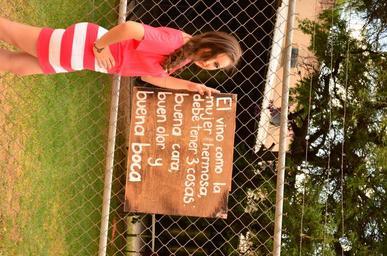 El vino como la
mujer hermosa,
debe tener 3 cosas:
buena cara,
buen olor y
buena boca